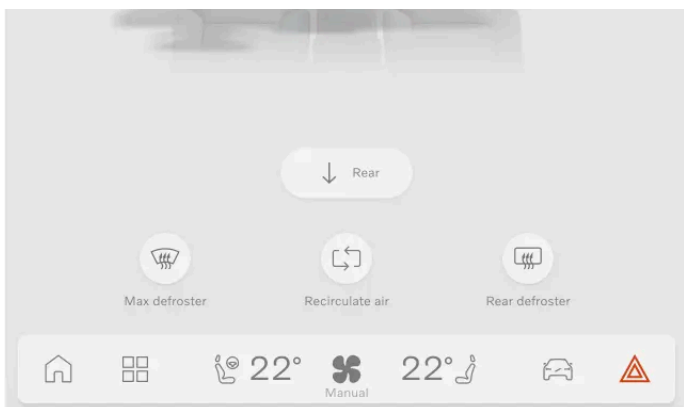 Rear
Max defroster
Recirculate air
Rear defroster
22°
22°
Manual